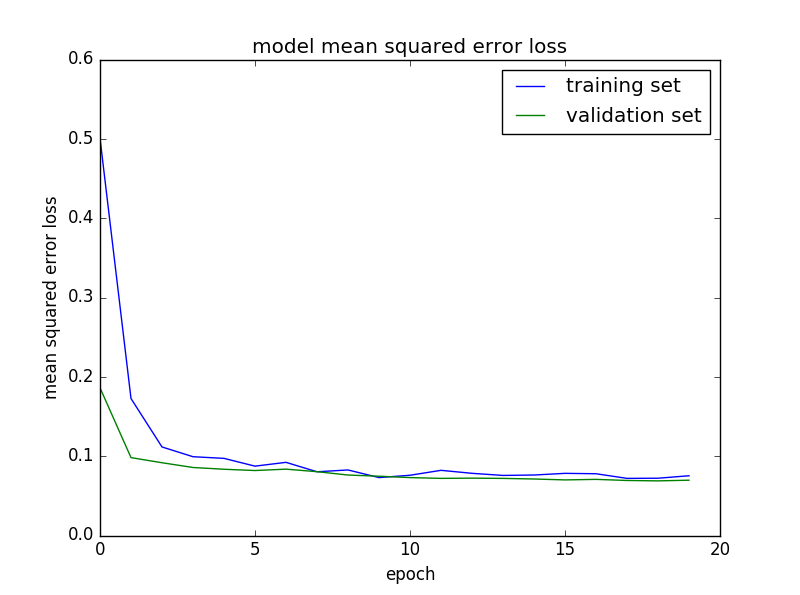 model mean squared error loss
0.6
training set
validation set
0.5
0.4
mean squared error loss
0.3
0.2
0.1
0.0
0 5 10 15 20
epoch